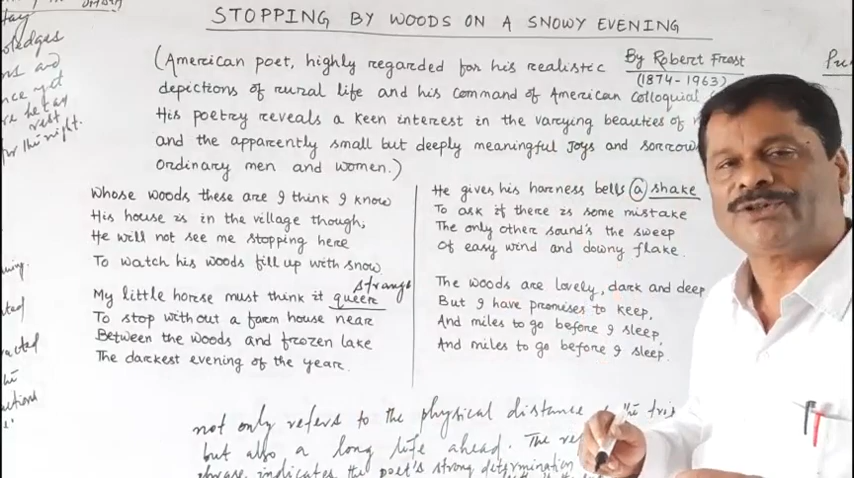 STOPPING BY WOODS ON A SNOWY EVENING
By Robert Frost
(1874-1963)
(American poet, highly regarded for his realistic
depictions of rural life and his command of American colloquial
His poetry reveals a keen interest in the varying beauties of
and the apparently small but deeply meaningful joys and sorrow
ordinary men and women.)
Whose woods these are I think I know
His house is in the village though,
He will not see me stopping here
To watch his woods fill up with snow
strange
My little horse must think it queer
To stop without a farm house near
Between the woods and frozen lake
The darkest evening of the year.
He gives his harness bells a shake
To ask if there is some mistake
The only other sound's the sweep
Of easy wind and downy flake.
The woods are lovely, dark and deep
But I have promises to keep,
And miles to go before I sleep,
And miles to go before I sleep.
not only refers to the physical distance the trip
but also a long life ahead. The
phrase indicates the poet's strong determination
rest
for the night.